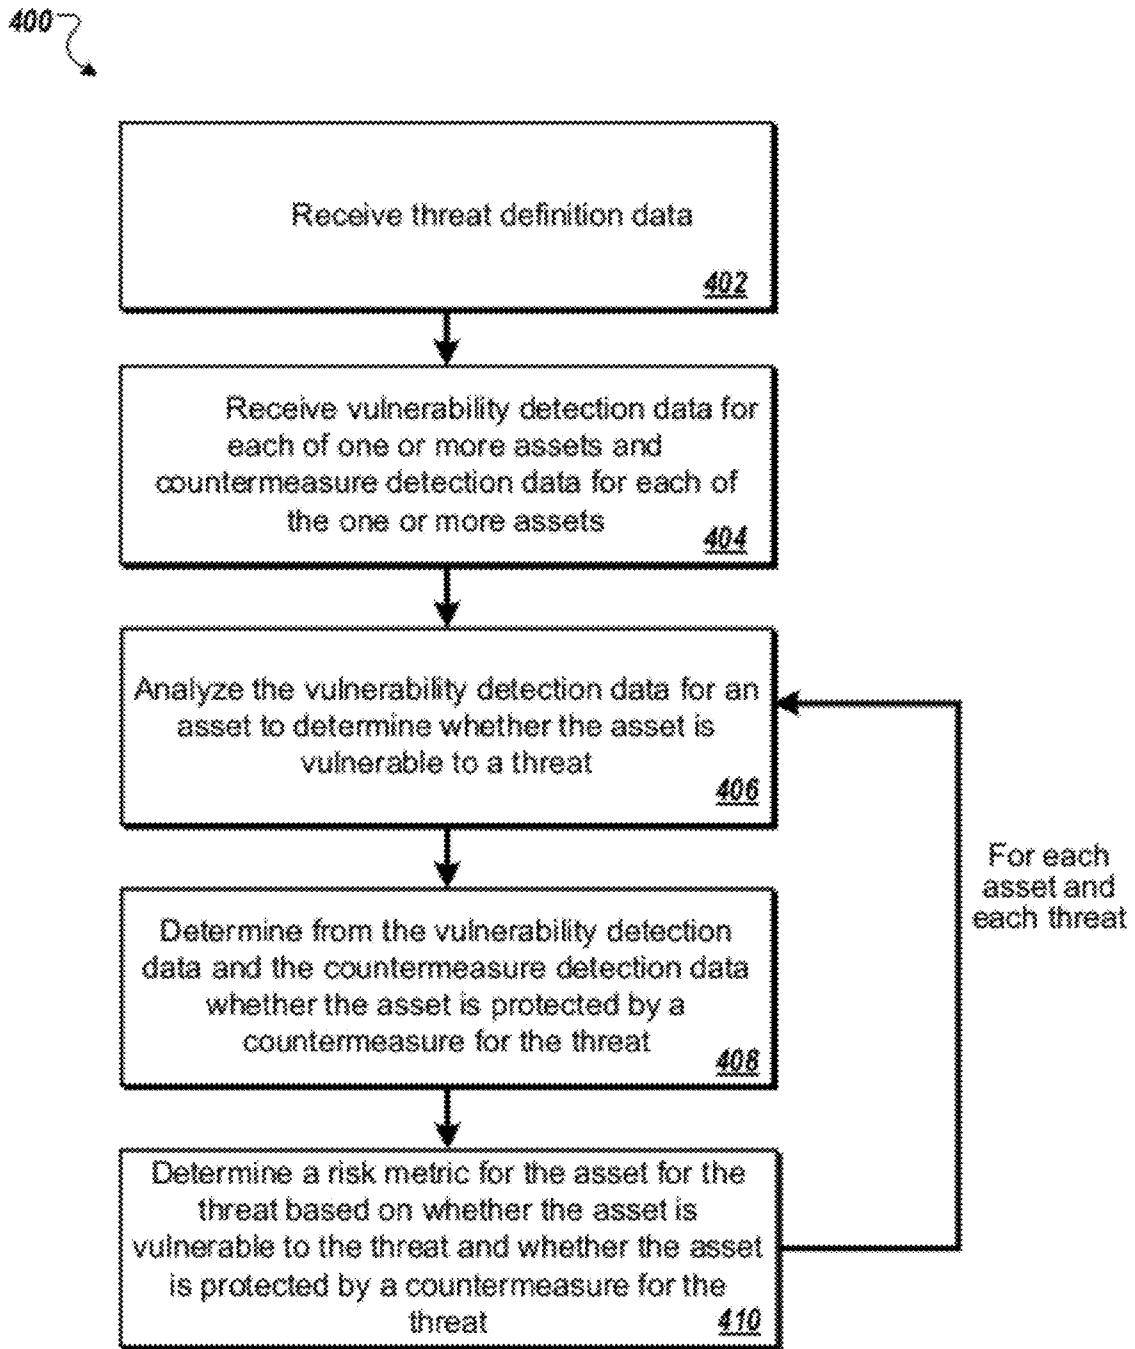 400
Receive threat definition data
402
Receive vulnerability detection data for
each of one or more assets and
countermeasure detection data for each of
the one or more assets
404
Analyze the vulnerability detection data for an
asset to determine whether the asset is
vulnerable to a threat
406
For each
asset and
each threat
Determine from the vulnerability detection
data and the countermeasure detection data
whether the asset is protected by a
countermeasure for the threat
408
Determine a risk metric for the asset for the
threat based on whether the asset is
vulnerable to the threat and whether the asset
is protected by a countermeasure for the
threat
410